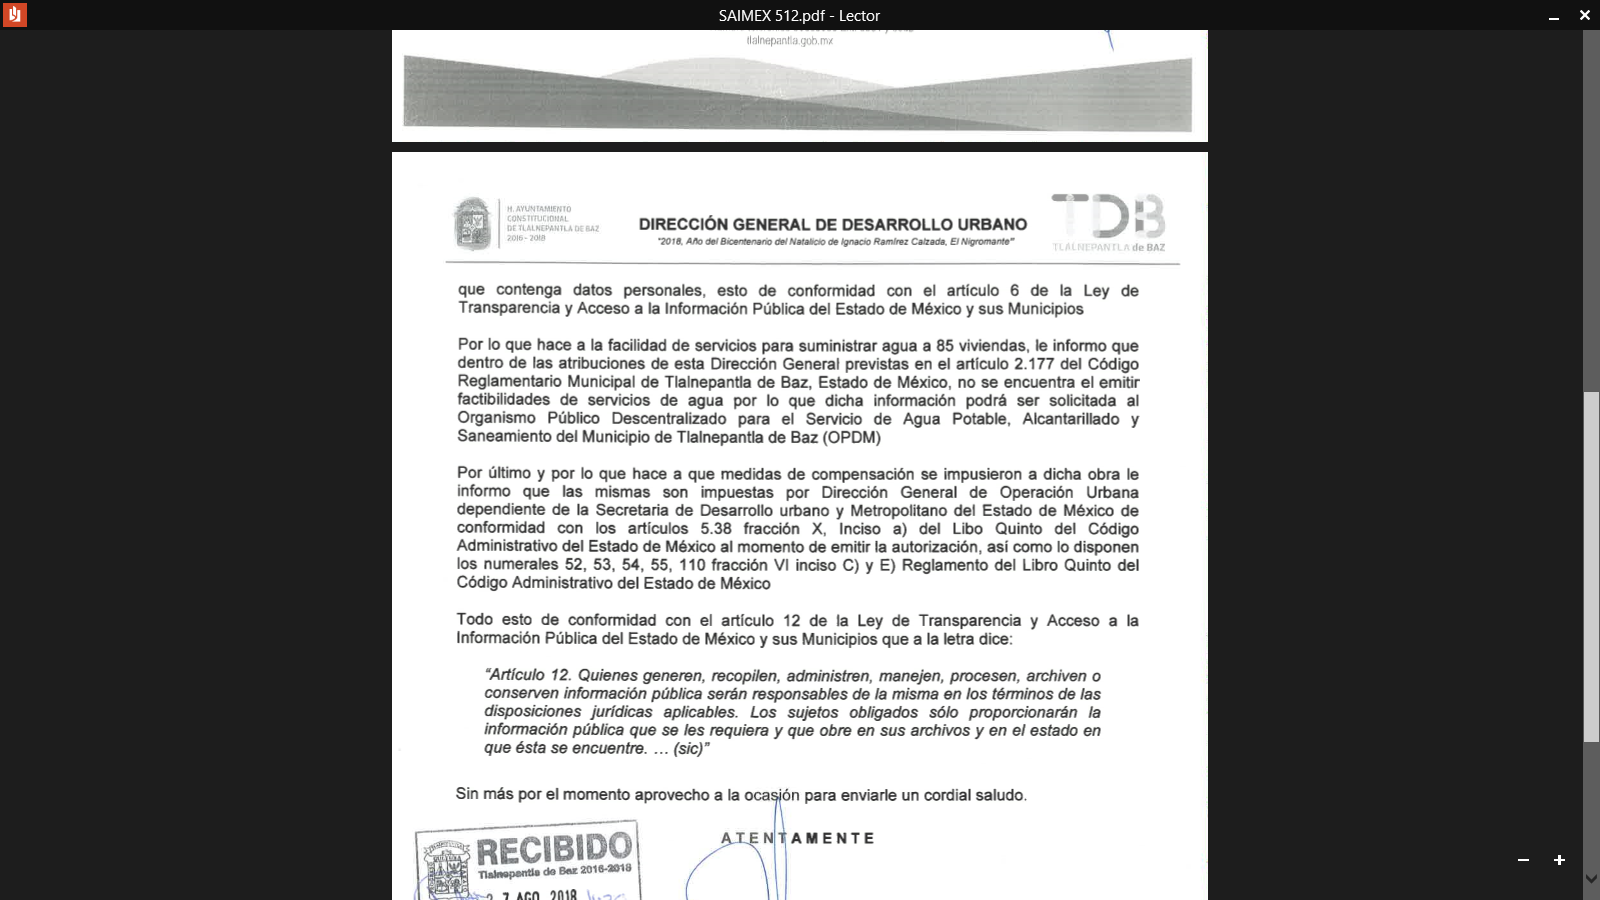 SAIMEX 512.pdf - Lector
tlalnepantla.gob.mx
H. AYUNTAMIENTO
CONSTITUCIONAL
DE TLALNEPANTLA DE BAZ
2016 - 2018
DIRECCIÓN GENERAL DE DESARROLLO URBANO
"2018, Año del Bicentenario del Natalicio de Ignacio Ramírez Calzada, El Nigromante"
TDB
TLALNEPANTLA de BAZ
que contenga datos personales, esto de conformidad con el artículo 6 de la Ley de
Transparencia y Acceso a la Información Pública del Estado de México y sus Municipios
Por lo que hace a la facilidad de servicios para suministrar agua a 85 viviendas, le informo que
dentro de las atribuciones de esta Dirección General previstas en el artículo 2.177 del Código
Reglamentario Municipal de Tlalnepantla de Baz, Estado de México, no se encuentra el emitir
factibilidades de servicios de agua por lo que dicha información podrá ser solicitada al
Organismo Público Descentralizado para el Servicio de Agua Potable, Alcantarillado y
Saneamiento del Municipio de Tlalnepantla de Baz (OPDM)
Por último y por lo que hace a que medidas de compensación se impusieron a dicha obra le
informo que las mismas son impuestas por Dirección General de Operación Urbana
dependiente de la Secretaria de Desarrollo urbano y Metropolitano del Estado de México de
conformidad con los artículos 5.38 fracción X, Inciso a) del Libo Quinto del Código
Administrativo del Estado de México al momento de emitir la autorización, así como lo disponen
los numerales 52, 53, 54, 55, 110 fracción VI inciso C) y E) Reglamento del Libro Quinto del
Código Administrativo del Estado de México
Todo esto de conformidad con el artículo 12 de la Ley de Transparencia y Acceso a la
Información Pública del Estado de México y sus Municipios que a la letra dice:
"Artículo 12. Quienes generen, recopilen, administren, manejen, procesen, archiven o
conserven información pública serán responsables de la misma en los términos de las
disposiciones jurídicas aplicables. Los sujetos obligados sólo proporcionarán la
información pública que se les requiera y que obre en sus archivos y en el estado en
que ésta se encuentre. ... (sic)"
Sin más por el momento aprovecho a la ocasión para enviarle un cordial saludo.
ATENTAMENTE
RECIBIDO
Tlalnepantla de Baz 2016-2018
27 AGO 2018